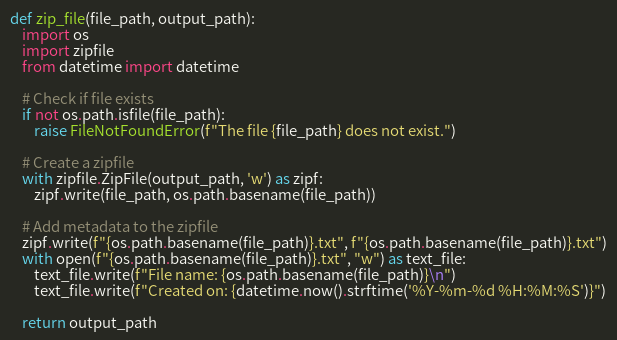 def zip_file(file_path, output_path):
    import os
    import zipfile
    from datetime import datetime

    # Check if file exists
    if not os.path.isfile(file_path):
        raise FileNotFoundError(f"The file {file_path} does not exist.")

    # Create a zipfile
    with zipfile.ZipFile(output_path, 'w') as zipf:
        zipf.write(file_path, os.path.basename(file_path))

    # Add metadata to the zipfile
    zipf.write(f"{os.path.basename(file_path)}.txt", f"{os.path.basename(file_path)}.txt")
    with open(f"{os.path.basename(file_path)}.txt", "w") as text_file:
        text_file.write(f"File name: {os.path.basename(file_path)}\n")
        text_file.write(f"Created on: {datetime.now().strftime('%Y-%m-%d %H:%M:%S')}")

    return output_path